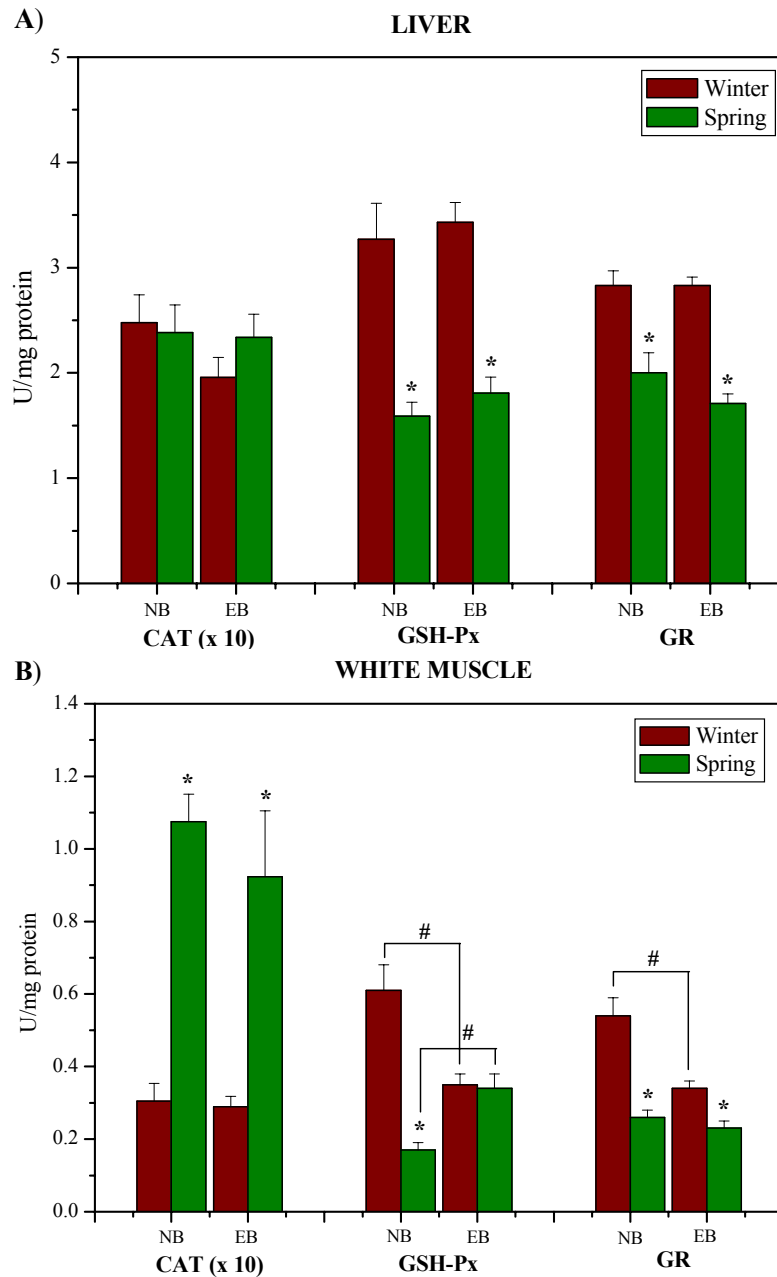 A)
LIVER
5
Winter
Spring
4
3
U/mg protein
2
* * * *
1
0
NB EB NB EB NB EB
CAT (x 10) GSH-Px GR
B)
WHITE MUSCLE
1.4
Winter
Spring
1.2
* *
1.0
0.8
U/mg protein
# #
0.6
#
0.4
* * *
0.2
0.0
NB EB NB EB NB EB
CAT (x 10) GSH-Px GR